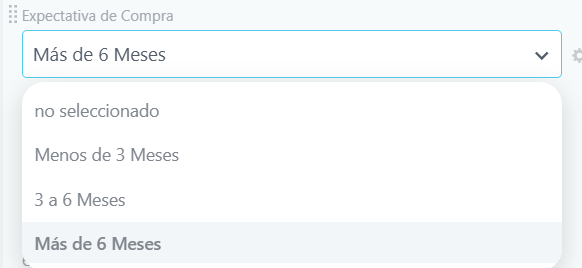 Expectativa de Compra
Más de 6 Meses
no seleccionado
Menos de 3 Meses
3 a 6 Meses
Más de 6 Meses